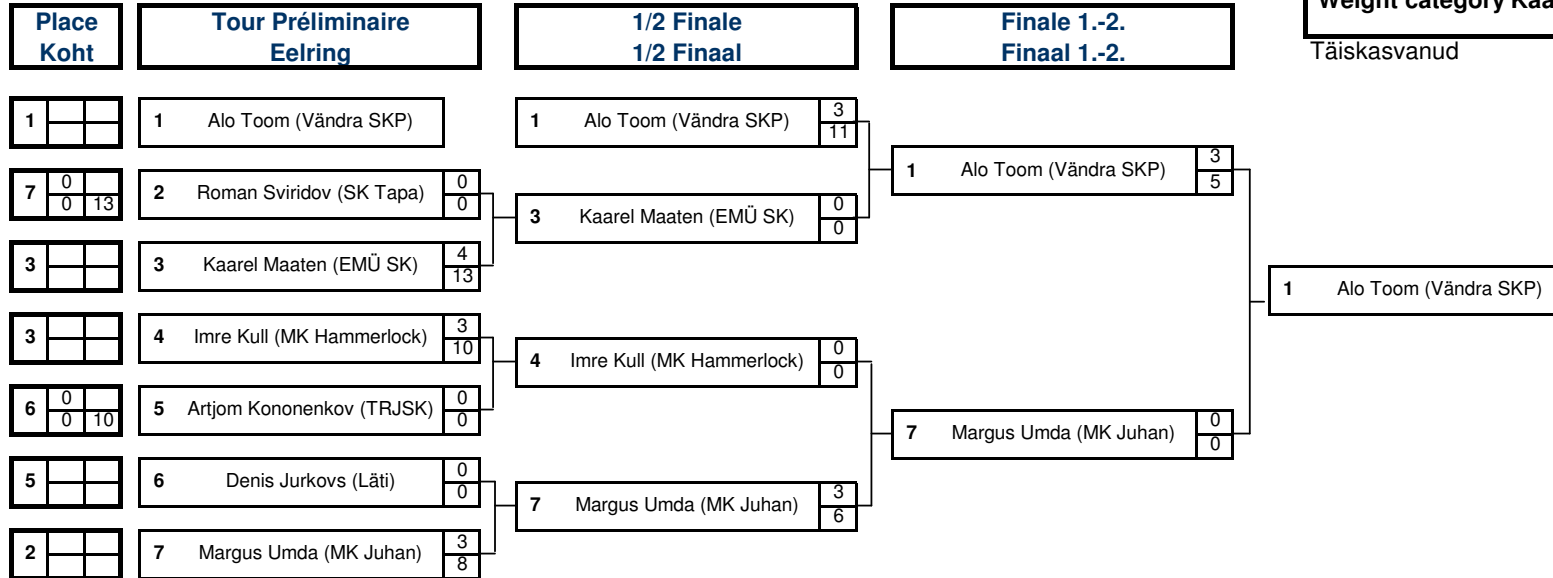 Place
Koht
Tour Préliminaire
Eelring
1/2 Finale
1/2 Finaal
Finale 1.-2.
Finaal 1.-2.
Weight category
Täiskasvanud
1
1 Alo Toom (Vändra SKP)
1 Alo Toom (Vändra SKP) 3
11
1 Alo Toom (Vändra SKP) 3
5
7 0
0 13
2 Roman Sviridov (SK Tapa) 0
0
3 Kaarel Maaten (EMÜ SK) 0
0
3
3 Kaarel Maaten (EMÜ SK) 4
13
1 Alo Toom (Vändra SKP)
3
4 Imre Kull (MK Hammerlock) 3
10
4 Imre Kull (MK Hammerlock) 0
0
6 0
0 10
5 Artjom Kononenkov (TRJSK) 0
0
7 Margus Umda (MK Juhan) 0
0
5
6 Denis Jurkovs (Läti) 0
0
7 Margus Umda (MK Juhan) 3
6
2
7 Margus Umda (MK Juhan) 3
8